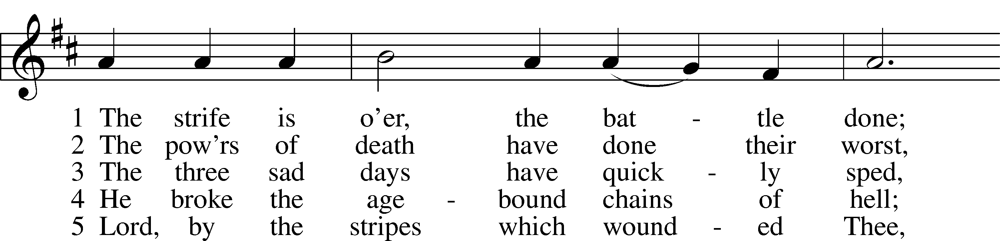 1 The strife is o’er, the bat - tle done;
2 The pow’rs of death have done their worst,
3 The three sad days have quick - ly sped,
4 He broke the age - bound chains of hell;
5 Lord, by the stripes which wound - ed Thee,